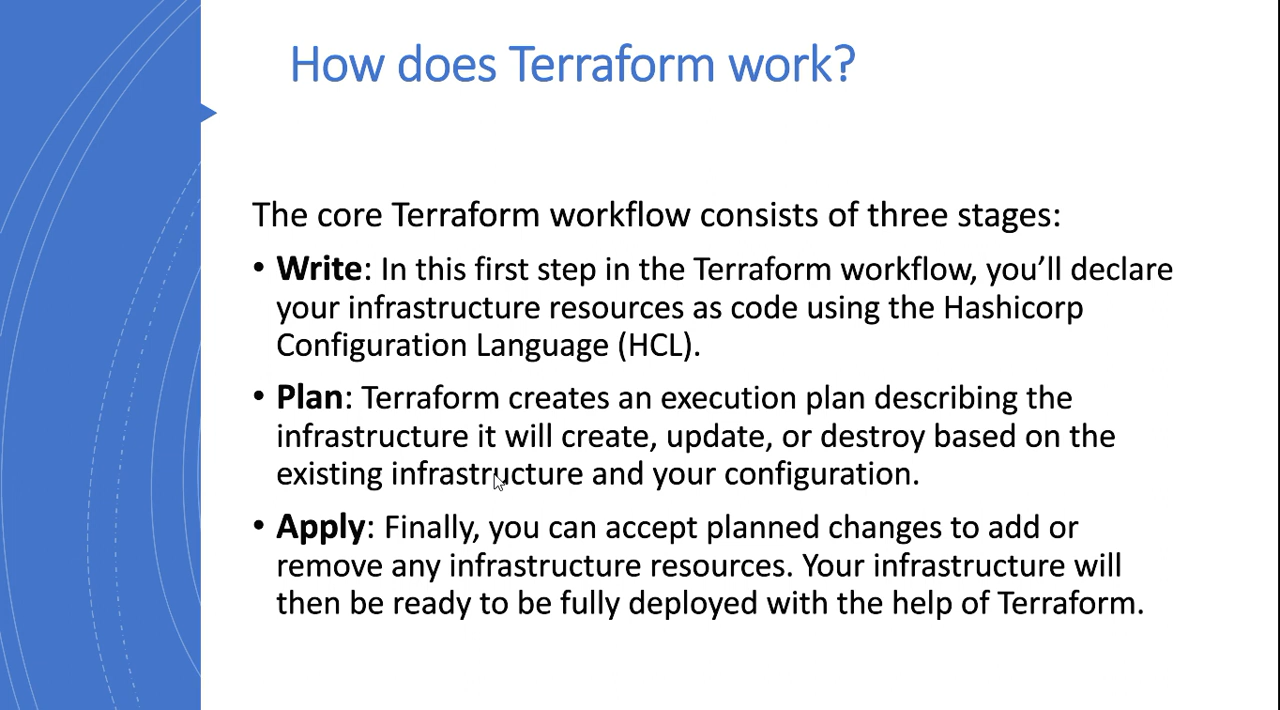 How does Terraform work?
The core Terraform workflow consists of three stages:
• Write: In this first step in the Terraform workflow, you’ll declare
your infrastructure resources as code using the Hashicorp
Configuration Language (HCL).
• Plan: Terraform creates an execution plan describing the
infrastructure it will create, update, or destroy based on the
existing infrastructure and your configuration.
• Apply: Finally, you can accept planned changes to add or
remove any infrastructure resources. Your infrastructure will
then be ready to be fully deployed with the help of Terraform.